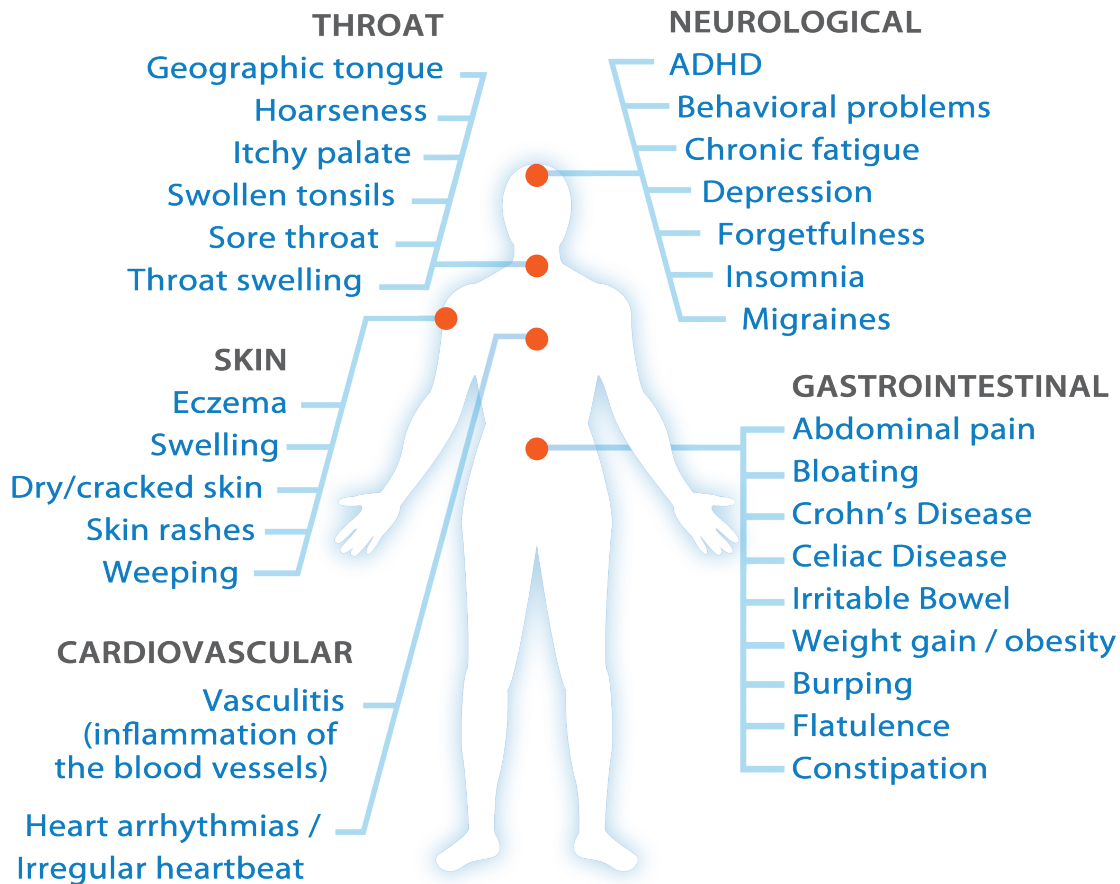 THROAT
Geographic tongue
Hoarseness
Itchy palate
Swollen tonsils
Sore throat
Throat swelling
NEUROLOGICAL
ADHD
Behavioral problems
Chronic fatigue
Depression
Forgetfulness
Insomnia
Migraines
SKIN
Eczema
Swelling
Dry/cracked skin
Skin rashes
Weeping
GASTROINTESTINAL
Abdominal pain
Bloating
Crohn’s Disease
Celiac Disease
Irritable Bowel
Weight gain / obesity
Burping
Flatulence
Constipation
CARDIOVASCULAR
Vasculitis
(inflammation of
the blood vessels)
Heart arrhythmias /
Irregular heartbeat